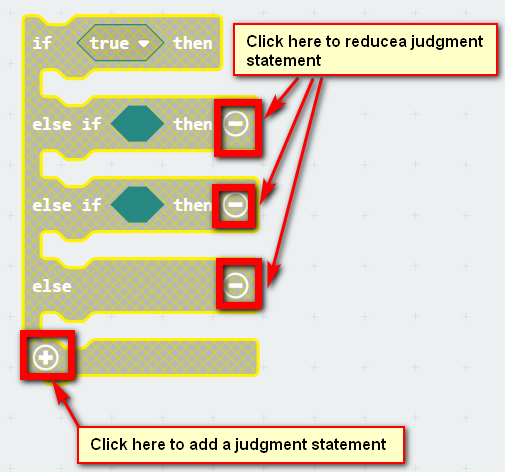 if true then
Click here to reducea judgment
statement
else if then
else if then
else
Click here to add a judgment statement